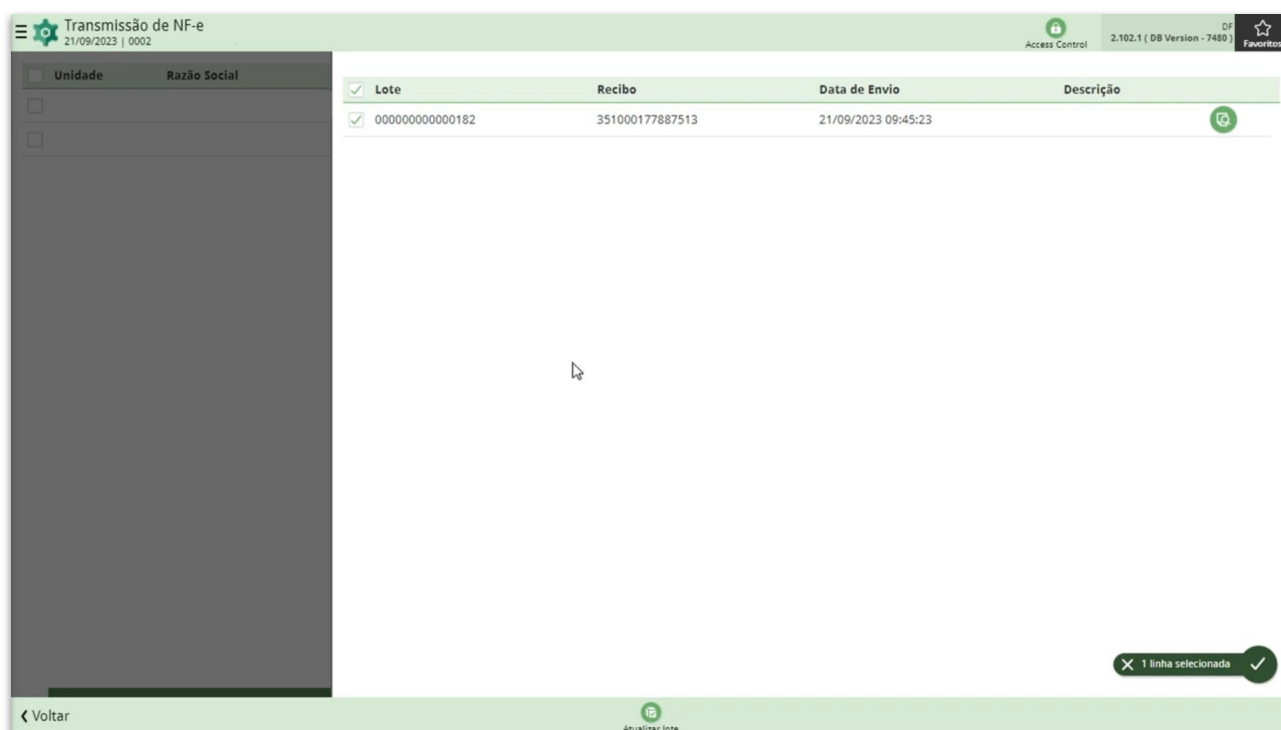 Transmissão de NF-e
21/09/2023 | 0002
Access Control
DF
2.102.1 ( DB Version - 7480 )
Favoritos
Unidade Razão Social
Lote Recibo Data de Envio Descrição
000000000000182 351000177887513 21/09/2023 09:45:23
1 linha selecionada
Voltar
Atualizar lote